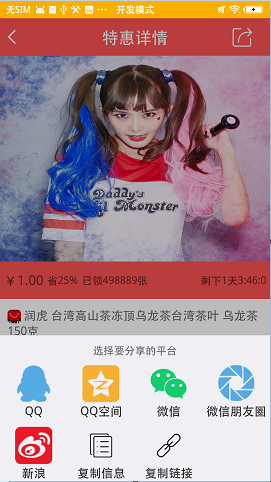 无SIM 开发模式
特惠详情
Daddy's
Lil Monster
￥1.00 省25% 已领498889张 剩下1天3:46:0
润虎 台湾高山茶冻顶乌龙茶台湾茶叶 乌龙茶
150克
选择要分享的平台
QQ QQ空间 微信 微信朋友圈
新浪 复制信息 复制链接